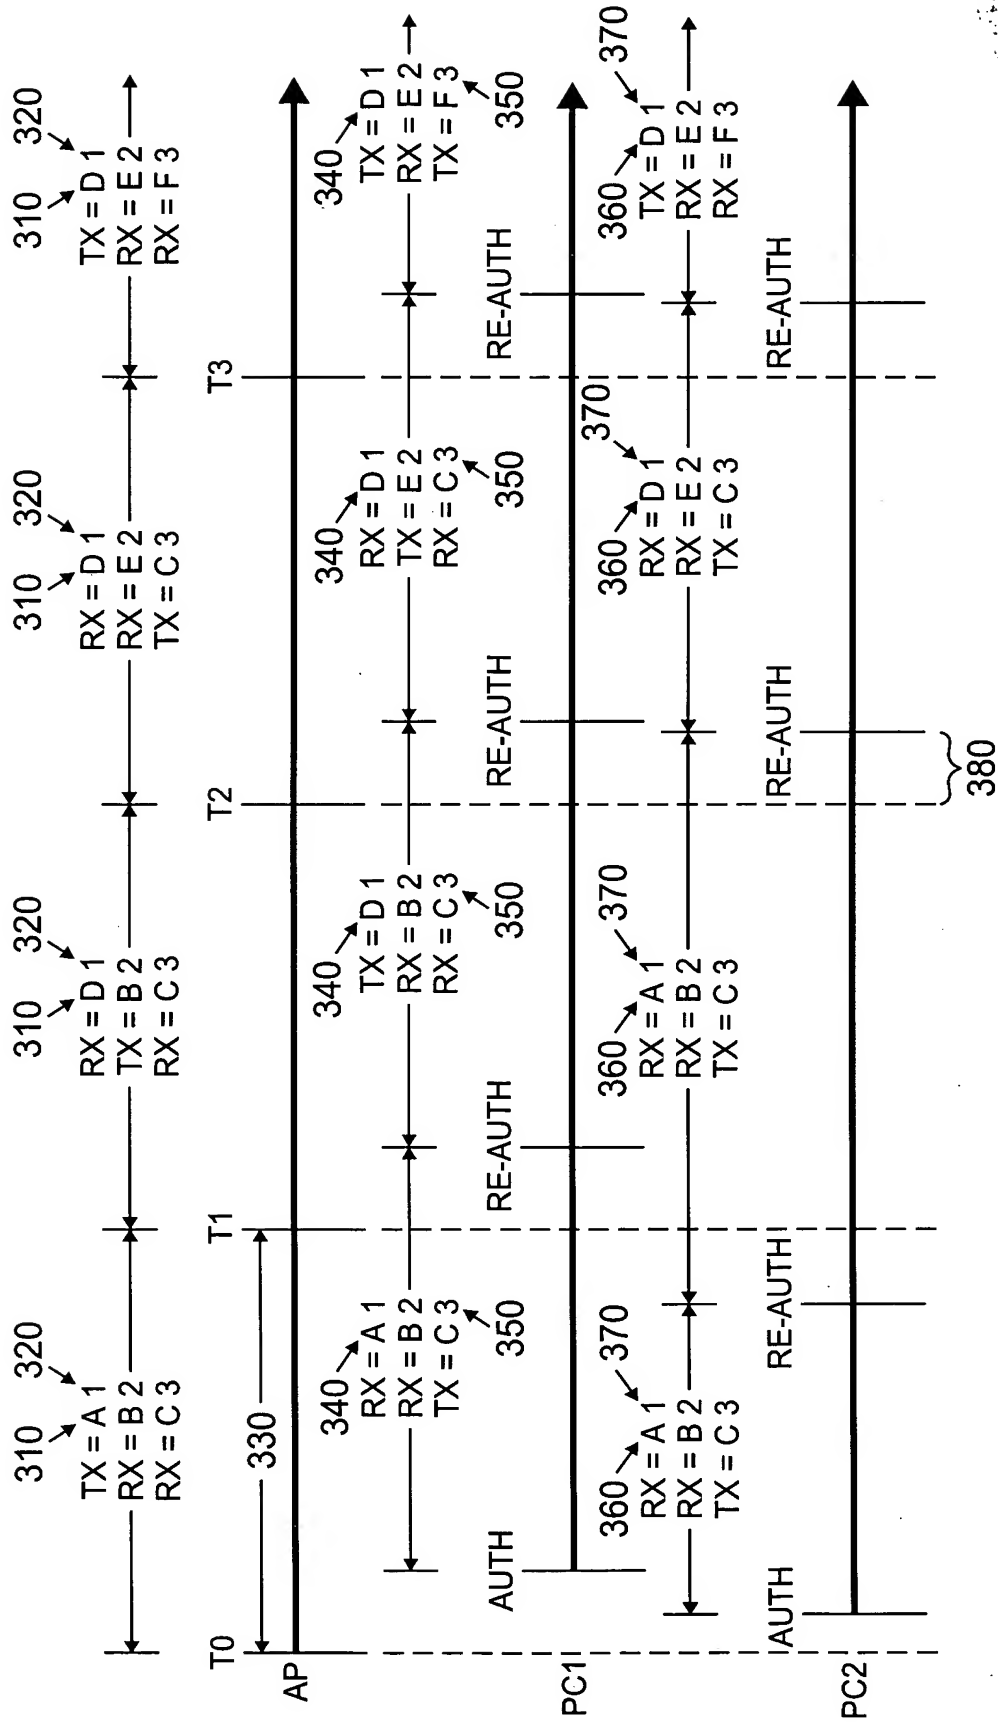 310 320 310 320 310 320 310 320
TX = A 1 RX = D 1 RX = D 1 TX = D 1
RX = B 2 TX = B 2 RX = E 2 RX = E 2
RX = C 3 RX = C 3 TX = C 3 RX = F 3
T0 T1 T2 T3
330
AP
340 340 340 340
RX = A 1 TX = D 1 RX = D 1 TX = D 1
RX = B 2 RX = B 2 TX = E 2 RX = E 2
TX = C 3 RX = C 3 RX = C 3 TX = F 3
350 350 350 350
AUTH RE-AUTH RE-AUTH RE-AUTH
PC1
360 370 360 370 360 370 360 370
RX = A 1 RX = A 1 RX = D 1 TX = D 1
RX = B 2 RX = B 2 RX = E 2 RX = E 2
TX = C 3 TX = C 3 TX = C 3 RX = F 3
AUTH RE-AUTH RE-AUTH RE-AUTH
PC2
380